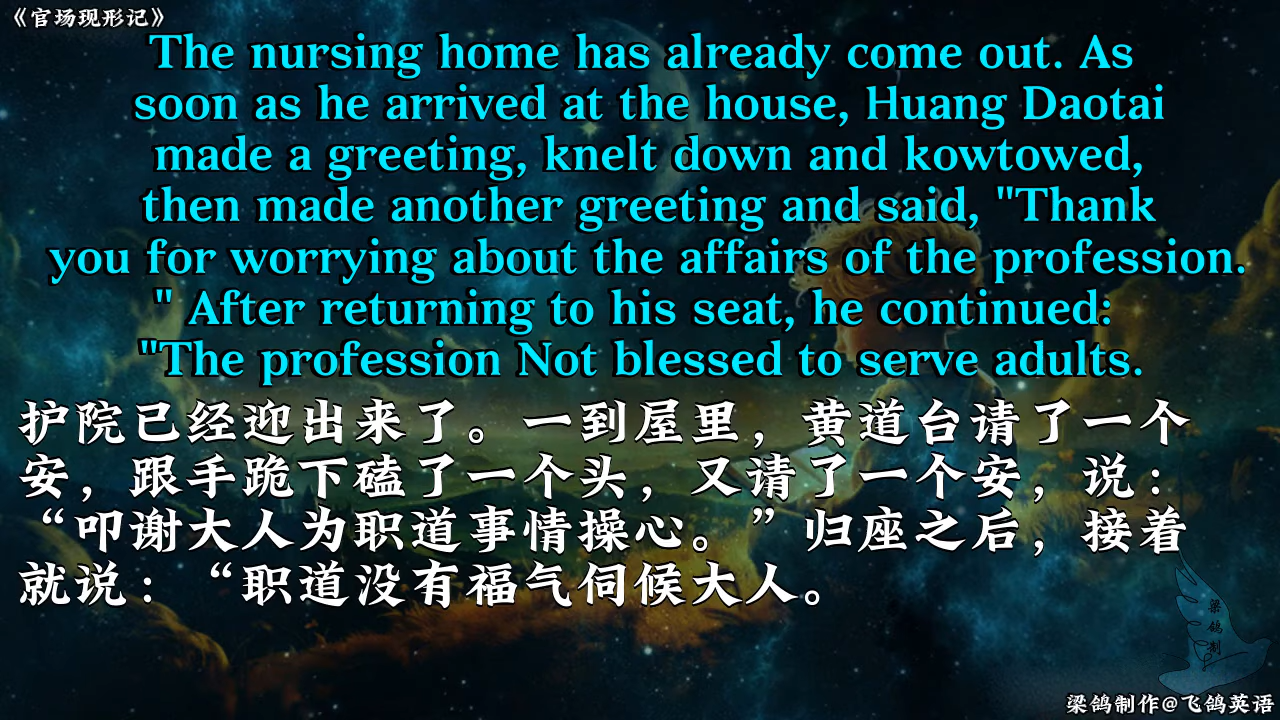 《官场现形记》
The nursing home has already come out. As
soon as he arrived at the house, Huang Daotai
made a greeting, knelt down and kowtowed,
then made another greeting and said, "Thank
you for worrying about the affairs of the profession.
" After returning to his seat, he continued:
"The profession Not blessed to serve adults.
护院已经迎出来了。一到屋里，黄道台请了一个
安，跟手跪下磕了一个头，又请了一个安，说：
“叩谢大人为职道事情操心。”归座之后，接着
就说：“职道没有福气伺候大人。
梁鸽制
梁鸽制作@飞鸽英语